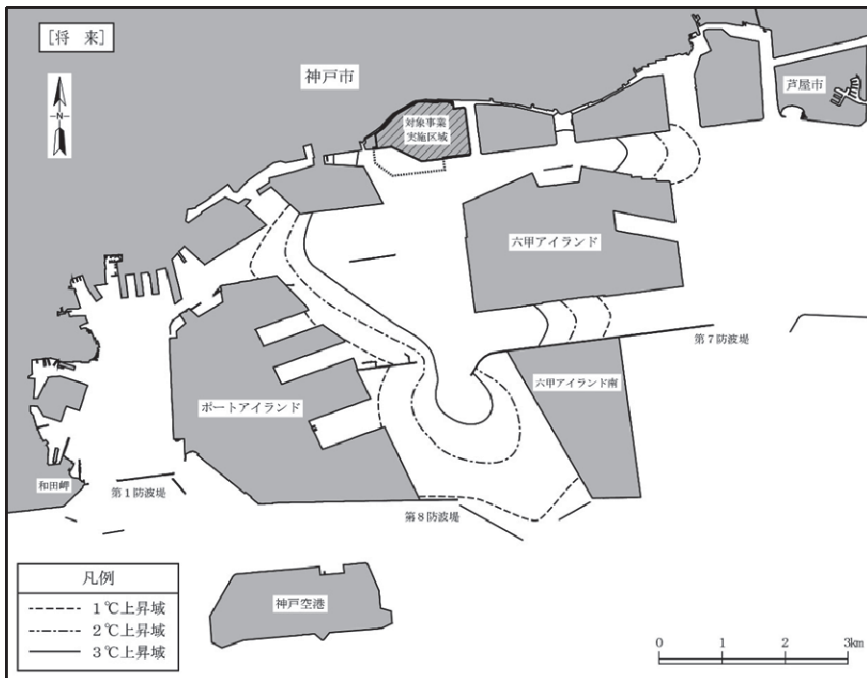 [将 来]
神戸市
芦屋市
N
対象事業
実施区域
六甲アイランド
第7防波堤
六甲アイランド南
ポートアイランド
和田岬
第1防波堤
第8防波堤
神戸空港
凡例
1℃上昇域
2℃上昇域
3℃上昇域
0 1 2 3km